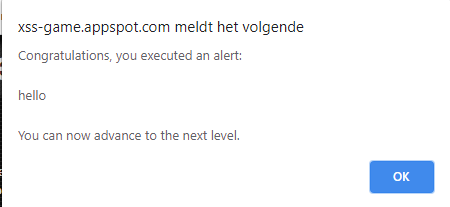 xss-game.appspot.com meldt het volgende
Congratulations, you executed an alert:
hello
You can now advance to the next level.
OK